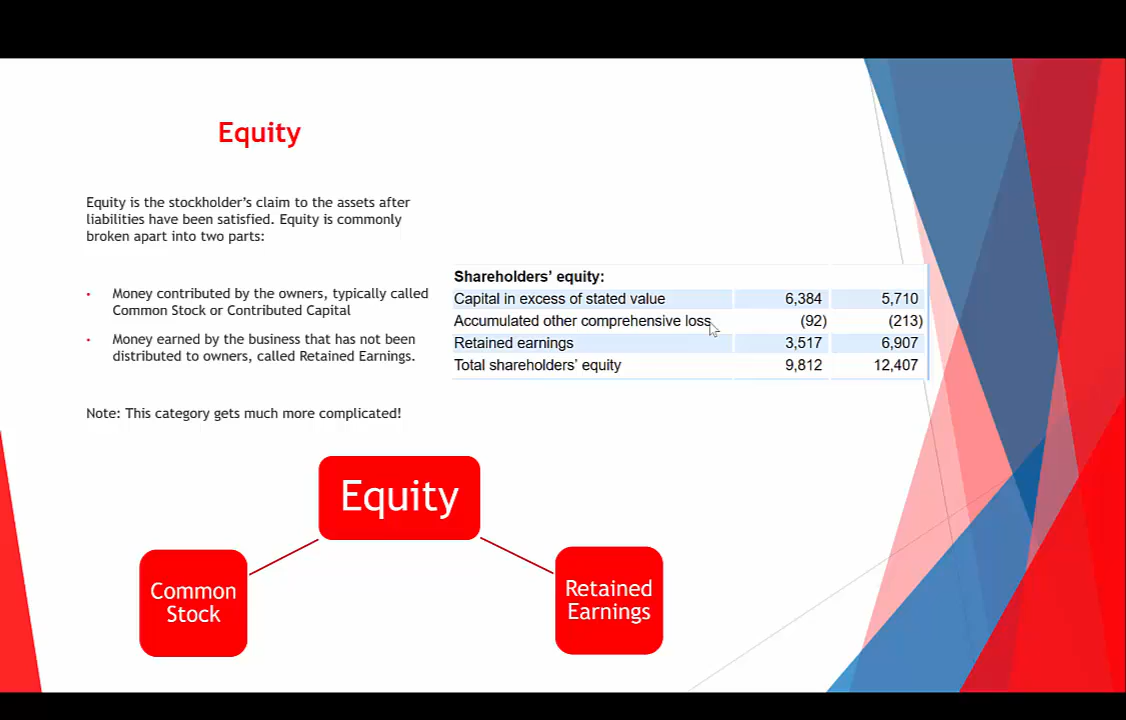 Equity
Equity is the stockholder’s claim to the assets after
liabilities have been satisfied. Equity is commonly
broken apart into two parts:
• Money contributed by the owners, typically called
Common Stock or Contributed Capital
• Money earned by the business that has not been
distributed to owners, called Retained Earnings.
Note: This category gets much more complicated!
Shareholders’ equity:
Capital in excess of stated value 6,384 5,710
Accumulated other comprehensive loss (92) (213)
Retained earnings 3,517 6,907
Total shareholders’ equity 9,812 12,407
Equity
Common
Stock
Retained
Earnings